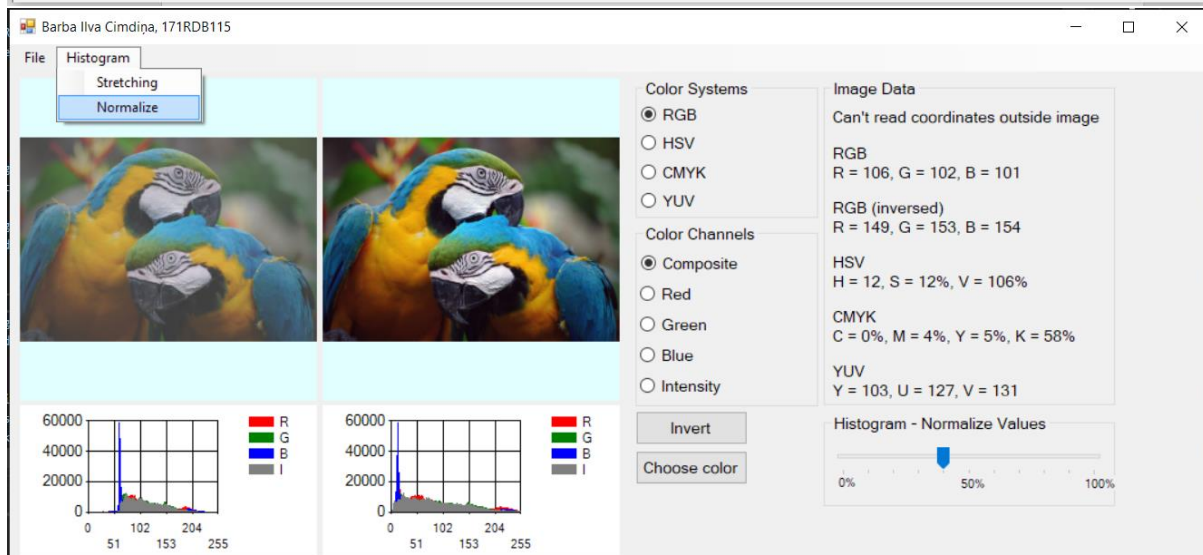 Barba Ilva Cimdiņa, 171RDB115
File Histogram
Stretching
Normalize
Color Systems
RGB
HSV
CMYK
YUV
Color Channels
Composite
Red
Green
Blue
Intensity
Invert
Choose color
Image Data
Can't read coordinates outside image
RGB
R = 106, G = 102, B = 101
RGB (inversed)
R = 149, G = 153, B = 154
HSV
H = 12, S = 12%, V = 106%
CMYK
C = 0%, M = 4%, Y = 5%, K = 58%
YUV
Y = 103, U = 127, V = 131
Histogram - Normalize Values
0% 50% 100%
60000
40000
20000
0
0 102 204
51 153 255
R
G
B
I
60000
40000
20000
0
0 102 204
51 153 255
R
G
B
I